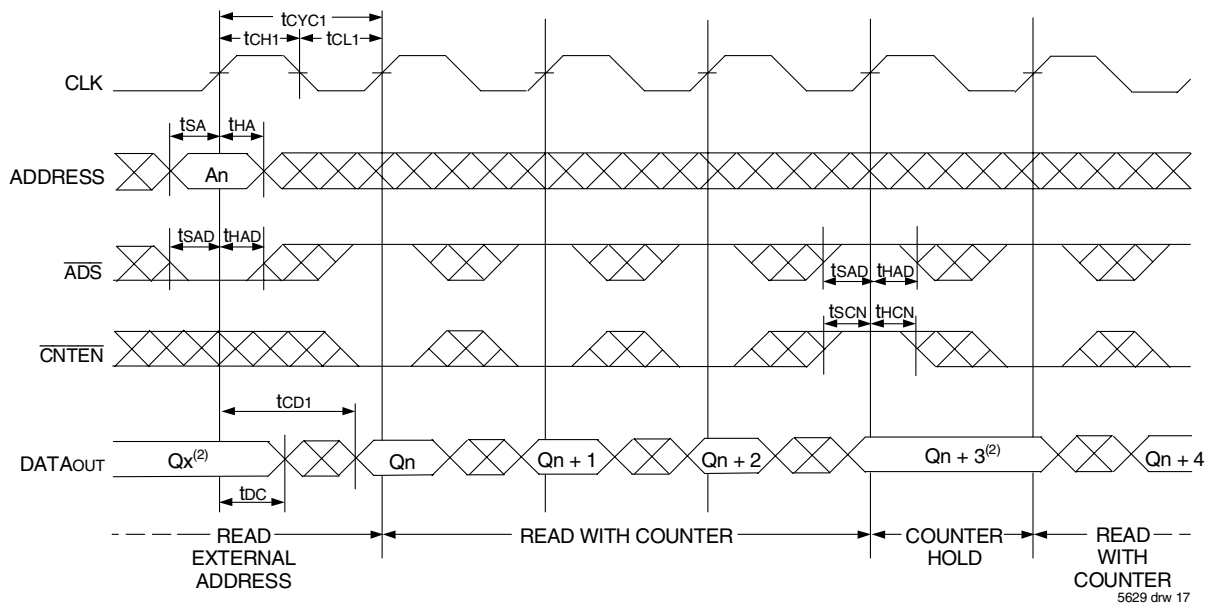 tCYC1
tCH1 tCL1
CLK
tSA tHA
ADDRESS An
tSAD tHAD
ADS tSAD tHAD
tSCN tHCN
CNTEN
tCD1
DATAOUT Qx(2) Qn Qn + 1 Qn + 2 Qn + 3(2) Qn + 4
tDC
READ EXTERNAL ADDRESS
READ WITH COUNTER
COUNTER HOLD
READ WITH COUNTER
5629 drw 17